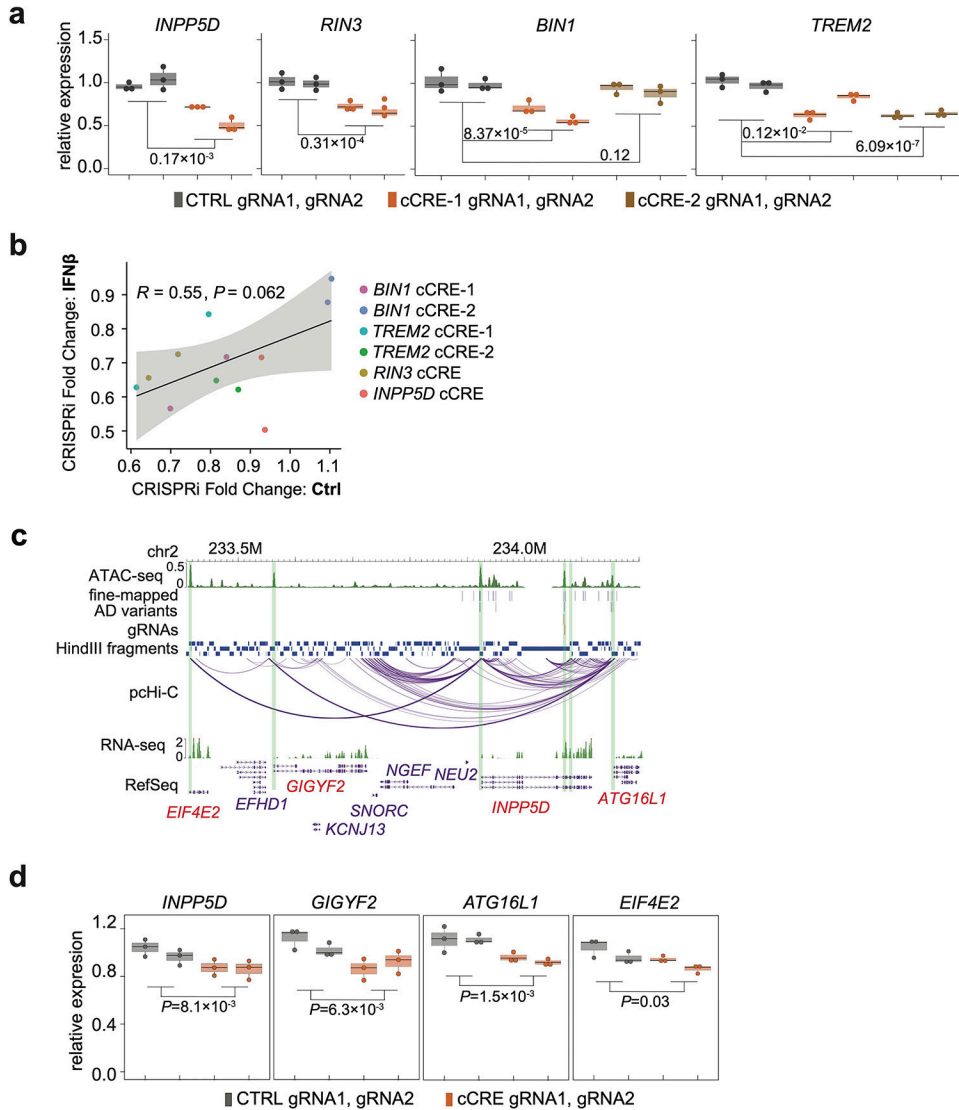 a
INPP5D RIN3 BIN1 TREM2
relative expression
1.5
1.0
0.5
0.0
0.17×10-3
0.31×10-4
8.37×10-5
0.12
0.12×10-2
6.09×10-7
CTRL gRNA1, gRNA2 cCRE-1 gRNA1, gRNA2 cCRE-2 gRNA1, gRNA2
b
CRISPRi Fold Change: IFNβ
0.9
0.8
0.7
0.6
0.5
R = 0.55, P = 0.062
BIN1 cCRE-1
BIN1 cCRE-2
TREM2 cCRE-1
TREM2 cCRE-2
RIN3 cCRE
INPP5D cCRE
0.6 0.7 0.8 0.9 1.0 1.1
CRISPRi Fold Change: Ctrl
c
chr2 233.5M 234.0M
ATAC-seq 0.5
0
fine-mapped
AD variants
gRNAs
HindIII fragments
pcHi-C
RNA-seq 2
0
RefSeq
EIF4E2 EFHD1 GIGYF2 KCNJ13 SNORC NGEF NEU2 INPP5D ATG16L1
d
INPP5D GIGYF2 ATG16L1 EIF4E2
relative expression
1.2
0.8
0.4
0.0
P=8.1×10-3
P=6.3×10-3
P=1.5×10-3
P=0.03
CTRL gRNA1, gRNA2 cCRE gRNA1, gRNA2